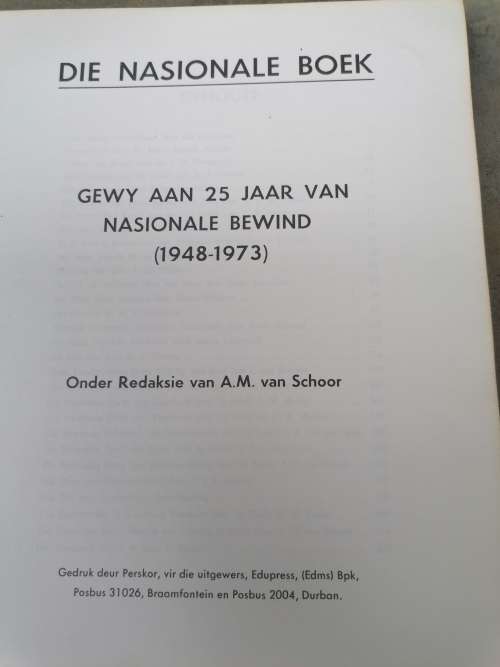 DIE NASIONALE BOEK
GEWY AAN 25 JAAR VAN
NASIONALE BEWIND
(1948-1973)
Onder Redaksie van A.M. van Schoor
Gedruk deur Perskor, vir die uitgewers, Edupress, (Edms) Bpk,
Posbus 31026, Braamfontein en Posbus 2004, Durban.